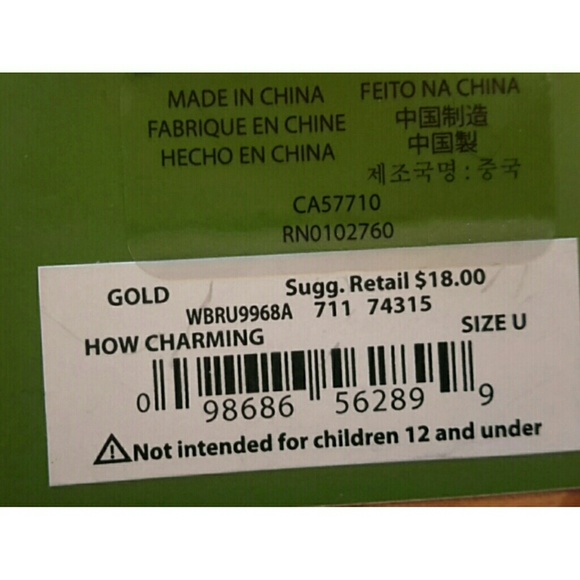 MADE IN CHINA FEITO NA CHINA
FABRIQUE EN CHINE 中国制造
HECHO EN CHINA 中国製
제조국명 : 중국
CA57710
RN0102760
GOLD Sugg. Retail $18.00
WBRU9968A 711 74315
HOW CHARMING SIZE U
0 98686 56289 9
Not intended for children 12 and under